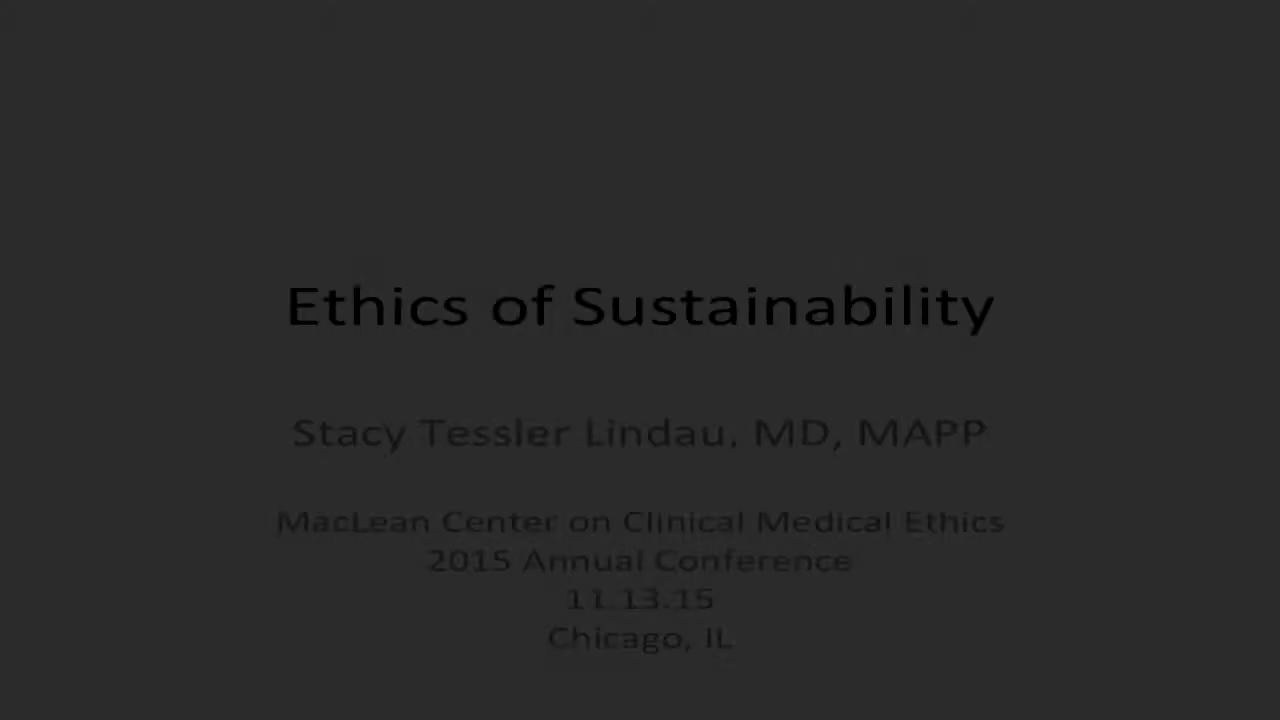 Ethics of Sustainability
Stacy Tessler Lindau, MD, MAPP
MacLean Center on Clinical Medical Ethics
2015 Annual Conference
11.13.15
Chicago, IL